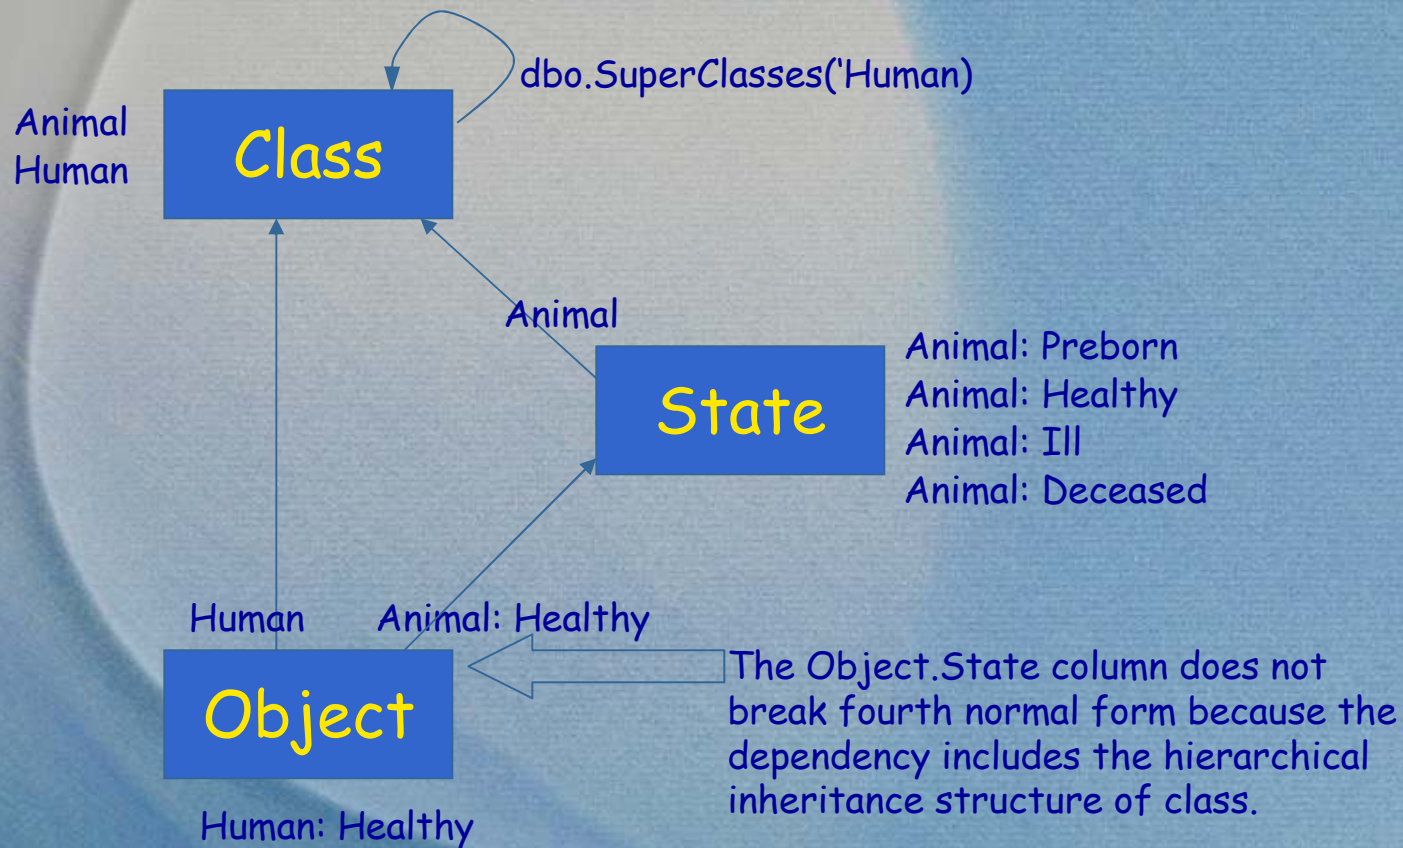 dbo.SuperClasses(‘Human)
Animal
Human
Class
Animal
State
Animal: Preborn
Animal: Healthy
Animal: Ill
Animal: Deceased
Human
Animal: Healthy
Object
The Object.State column does not
break fourth normal form because the
dependency includes the hierarchical
inheritance structure of class.
Human: Healthy